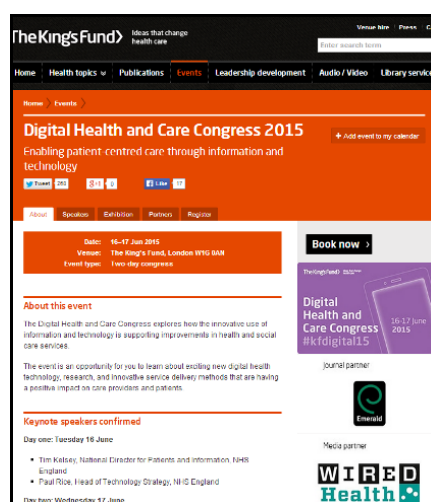 TheKingsFund>
Ideas that change
health care
Venue hire Press
Enter search term
Home Health topics Publications Events Leadership development Audio / Video Library service
Home Events
Digital Health and Care Congress 2015
+ Add event to my calendar
Enabling patient-centred care through information and
technology
Tweet 260 g+1 0 Like 17
About Speakers Exhibition Partners Register
Date: 16-17 Jun 2015
Venue: The King's Fund, London W1G 0AN
Event type: Two day congress
Book now >
TheKingsFund>
Digital
Health and
Care Congress
#kfdigital15
16-17 June
2015
About this event
The Digital Health and Care Congress explores how the innovative use of
information and technology is supporting improvements in health and social
care services.
The event is an opportunity for you to learn about exciting new digital health
technology, research, and innovative service delivery methods that are having
a positive impact on care providers and patients.
Journal partner
Emerald
Keynote speakers confirmed
Day one: Tuesday 16 June
• Tim Kelsey, National Director for Patients and Information, NHS
England
• Paul Rice, Head of Technology Strategy, NHS England
Day two: Wednesday 17 June
Media partner
WIRED
Health